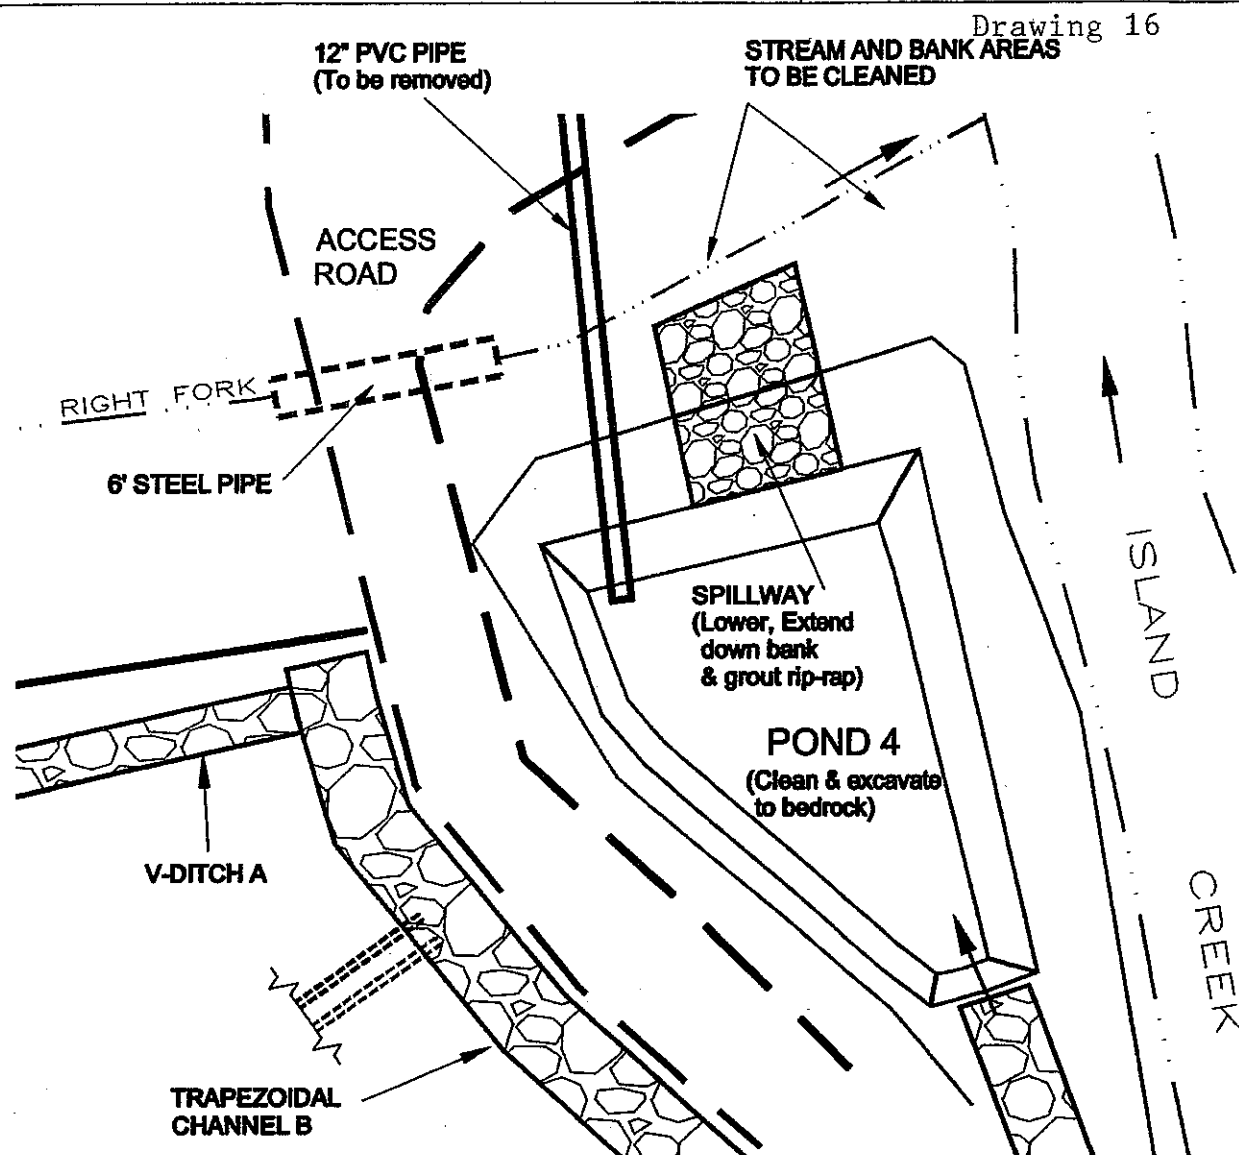 Drawing 16
12" PVC PIPE
(To be removed)
STREAM AND BANK AREAS
TO BE CLEANED
ACCESS
ROAD
RIGHT FORK
6' STEEL PIPE
ISLAND
CREEK
SPILLWAY
(Lower, Extend
down bank
& grout rip-rap)
POND 4
(Clean & excavate
to bedrock)
V-DITCH A
TRAPEZOIDAL
CHANNEL B